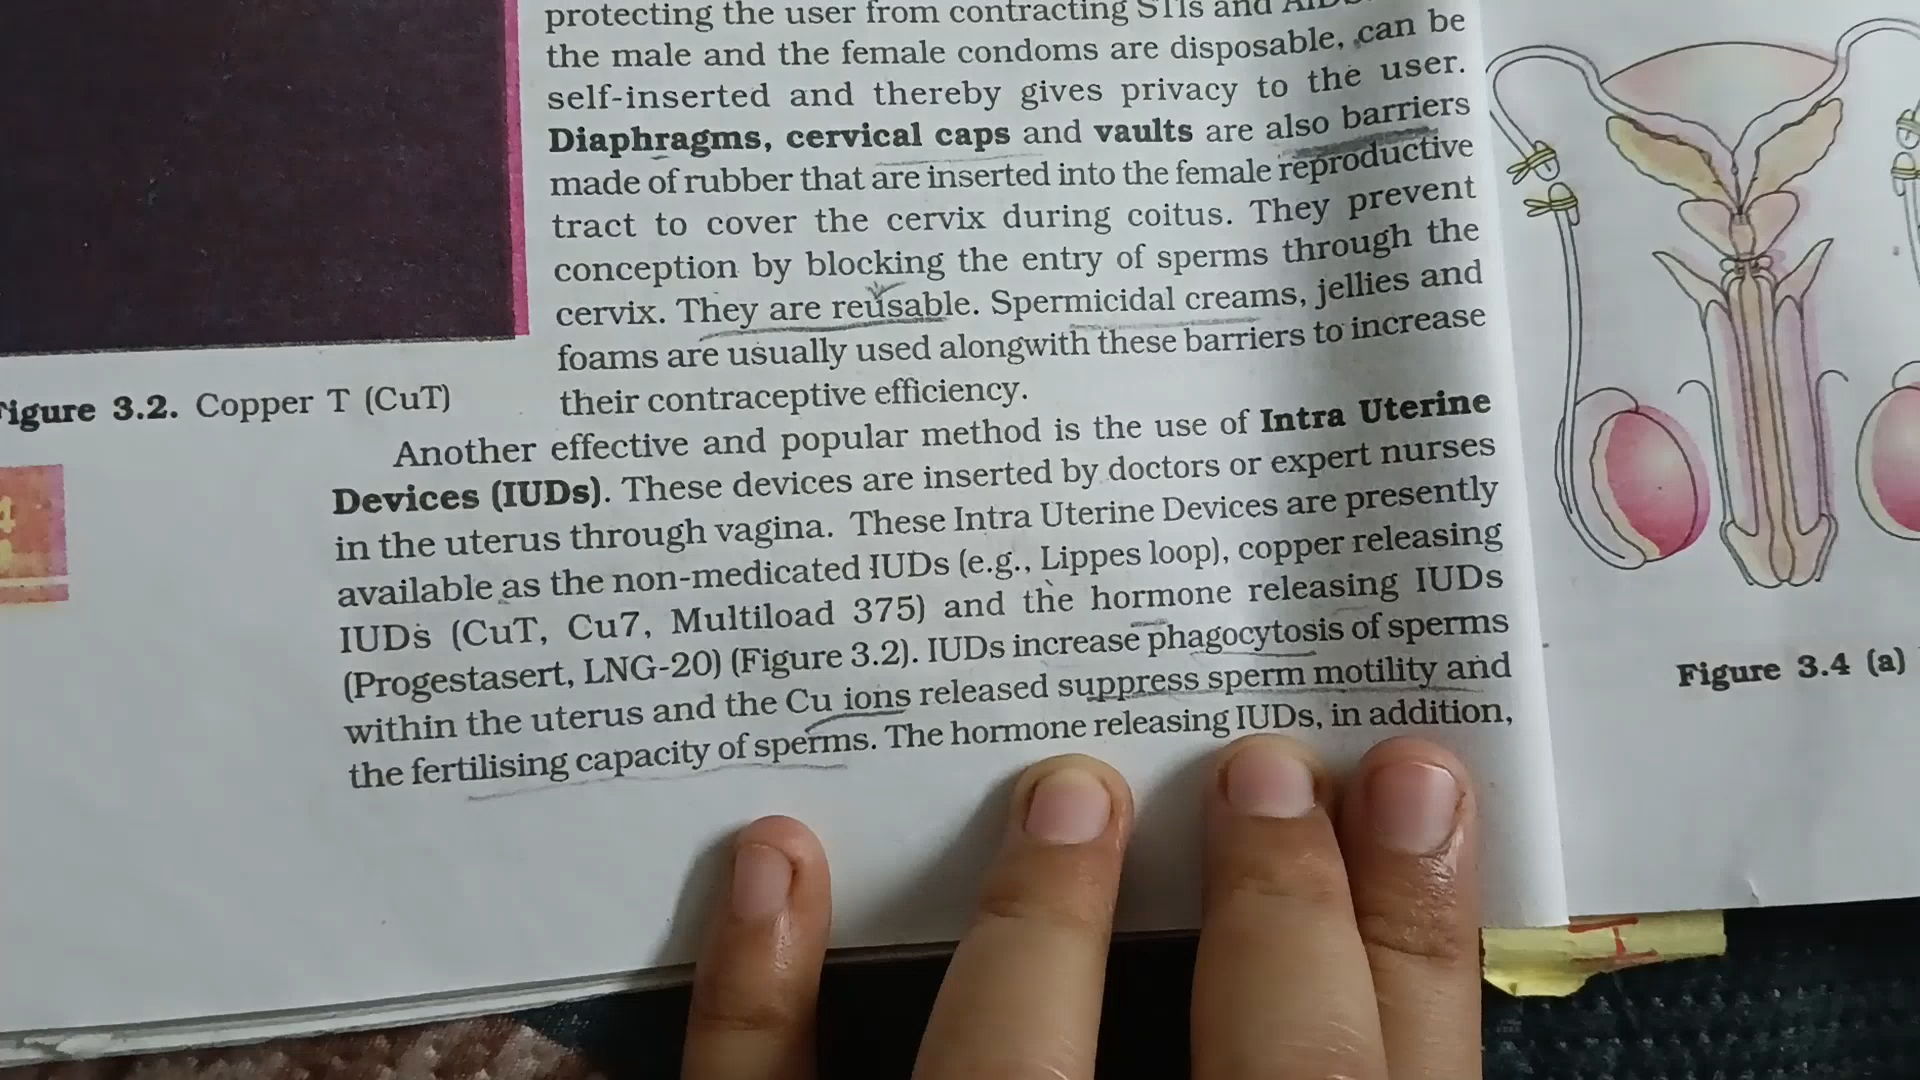 protecting the user from contracting STIs and
the male and the female condoms are disposable, can be
self-inserted and thereby gives privacy to the user.
Diaphragms, cervical caps and vaults are also barriers
made of rubber that are inserted into the female reproductive
tract to cover the cervix during coitus. They prevent
conception by blocking the entry of sperms through the
cervix. They are reusable. Spermicidal creams, jellies and
foams are usually used alongwith these barriers to increase
their contraceptive efficiency.
igure 3.2. Copper T (CuT)
Another effective and popular method is the use of Intra Uterine
Devices (IUDs). These devices are inserted by doctors or expert nurses
in the uterus through vagina. These Intra Uterine Devices are presently
available as the non-medicated IUDs (e.g., Lippes loop), copper releasing
IUDs (CuT, Cu7, Multiload 375) and the hormone releasing IUDs
(Progestasert, LNG-20) (Figure 3.2). IUDs increase phagocytosis of sperms
within the uterus and the Cu ions released suppress sperm motility and
the fertilising capacity of sperms. The hormone releasing IUDs, in addition,
Figure 3.4 (a)